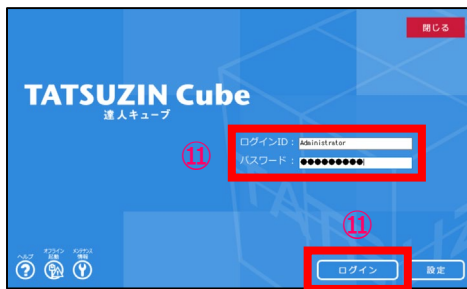 閉じる
TATSUZIN Cube
達人キューブ
ログインID： Administrator
パスワード： ●●●●●●●●●
⑪
⑪
ヘルプ
オフライン
起動
メンテナンス
情報
ログイン
設定